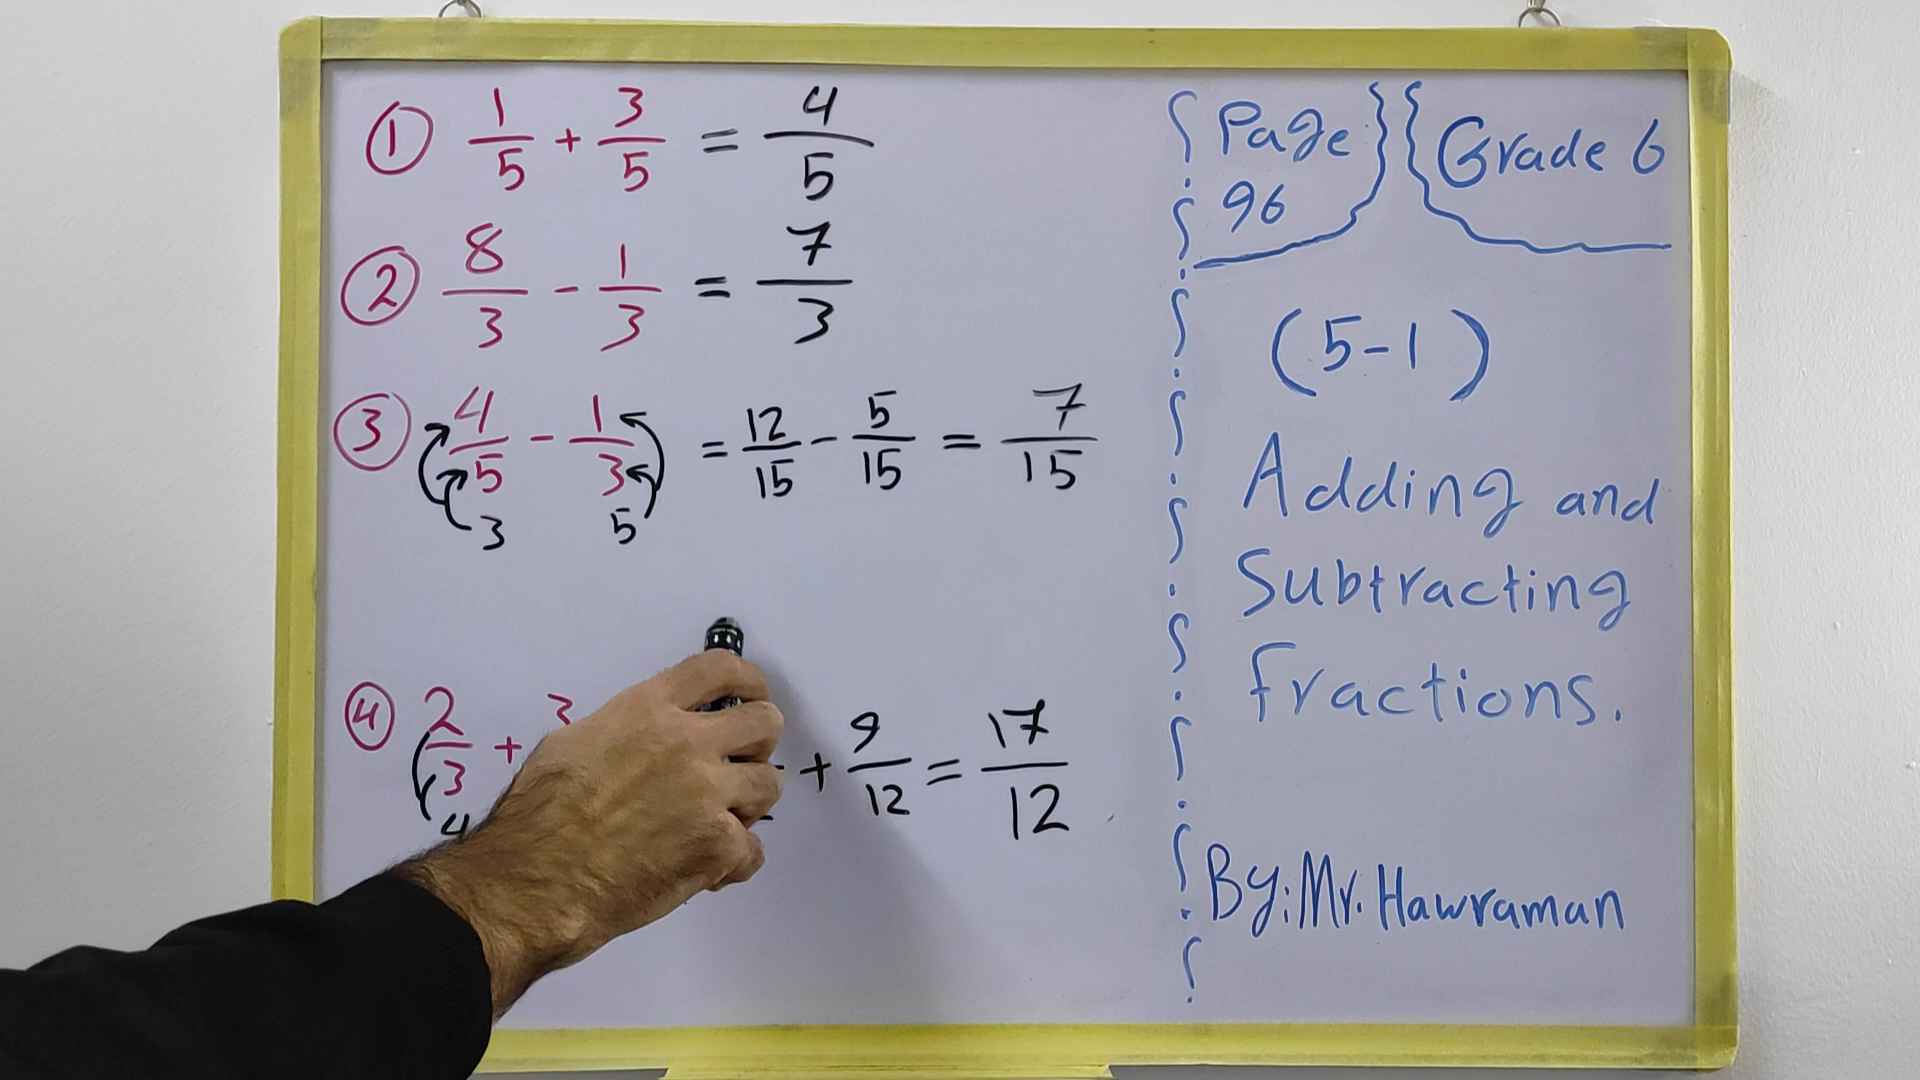 ① 1/5 + 3/5 = 4/5
② 8/3 - 1/3 = 7/3
③ 4/5 - 1/3 = 12/15 - 5/15 = 7/15
3 5
④ 2/3 + 3 + 9/12 = 17/12
4
Page
96
Grade 6
(5-1)
Adding and
Subtracting
fractions.
By: Mr. Hawraman